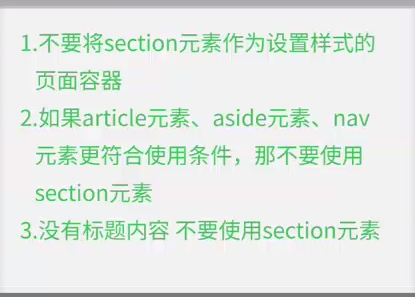 1.不要将section元素作为设置样式的
页面容器
2.如果article元素、aside元素、nav
元素更符合使用条件，那不要使用
section元素
3.没有标题内容 不要使用section元素